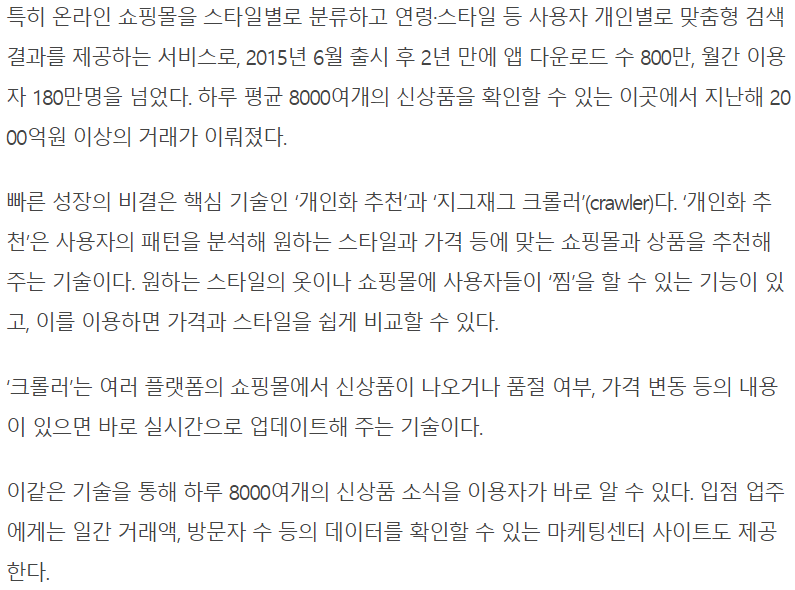 특히 온라인 쇼핑몰을 스타일별로 분류하고 연령·스타일 등 사용자 개인별로 맞춤형 검색
결과를 제공하는 서비스로, 2015년 6월 출시 후 2년 만에 앱 다운로드 수 800만, 월간 이용
자 180만명을 넘었다. 하루 평균 8000여개의 신상품을 확인할 수 있는 이곳에서 지난해 20
00억원 이상의 거래가 이뤄졌다.
빠른 성장의 비결은 핵심 기술인 ‘개인화 추천’과 ‘지그재그 크롤러’(crawler)다. ‘개인화 추
천’은 사용자의 패턴을 분석해 원하는 스타일과 가격 등에 맞는 쇼핑몰과 상품을 추천해
주는 기술이다. 원하는 스타일의 옷이나 쇼핑몰에 사용자들이 ‘찜’을 할 수 있는 기능이 있
고, 이를 이용하면 가격과 스타일을 쉽게 비교할 수 있다.
‘크롤러’는 여러 플랫폼의 쇼핑몰에서 신상품이 나오거나 품절 여부, 가격 변동 등의 내용
이 있으면 바로 실시간으로 업데이트해 주는 기술이다.
이같은 기술을 통해 하루 8000여개의 신상품 소식을 이용자가 바로 알 수 있다. 입점 업주
에게는 일간 거래액, 방문자 수 등의 데이터를 확인할 수 있는 마케팅센터 사이트도 제공
한다.